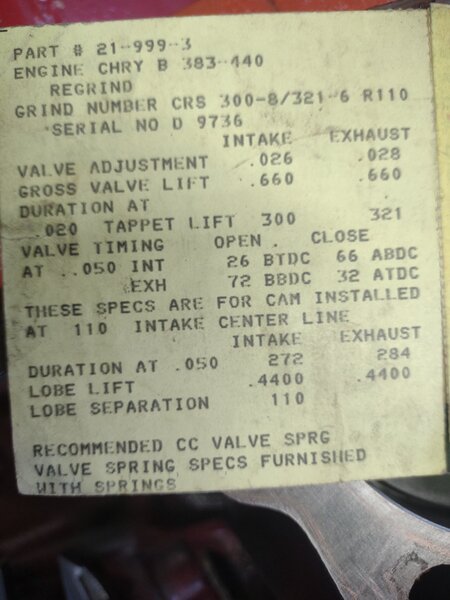 PART # 21-999-3
ENGINE CHRY B 383-440
REGRIND
GRIND NUMBER CRS 300-8/321-6 R110
SERIAL NO D 9736
INTAKE EXHAUST
VALVE ADJUSTMENT .026 .028
GROSS VALVE LIFT .660 .660
DURATION AT
.020 TAPPET LIFT 300 321
VALVE TIMING OPEN . CLOSE
AT .050 INT 26 BTDC 66 ABDC
EXH 72 BBDC 32 ATDC
THESE SPECS ARE FOR CAM INSTALLED
AT 110 INTAKE CENTER LINE
INTAKE EXHAUST
DURATION AT .050 272 284
LOBE LIFT .4400 .4400
LOBE SEPARATION 110
RECOMMENDED CC VALVE SPRG
VALVE SPRING SPECS FURNISHED
WITH SPRINGS